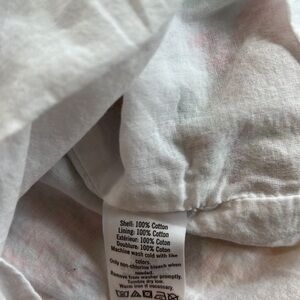 Shell: 100% Cotton
Lining: 100% Cotton
Extérieur: 100% Coton
Doublure: 100% Coton
Machine wash cold with like
colors.
Only non-chlorine bleach when
needed.
Remove from washer promptly.
Tumble dry low.
Warm iron if necessary.